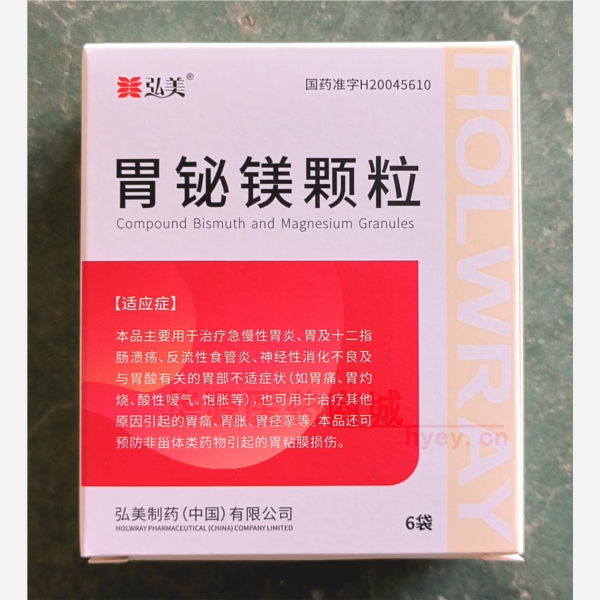 弘美®
国药准字H20045610
HOLWRAY
胃铋镁颗粒
Compound Bismuth and Magnesium Granules
【适应症】
本品主要用于治疗急慢性胃炎、胃及十二指
肠溃疡、反流性食管炎、神经性消化不良及
与胃酸有关的胃部不适症状(如胃痛、胃灼
烧、酸性嗳气、饱胀等),也可用于治疗其他
原因引起的胃痛、胃胀、胃痉挛等。本品还可
预防非甾体类药物引起的胃粘膜损伤。
城
hyey.cn
弘美制药(中国)有限公司
HOLWRAY PHARMACEUTICAL (CHINA) COMPANY LIMITED
6袋